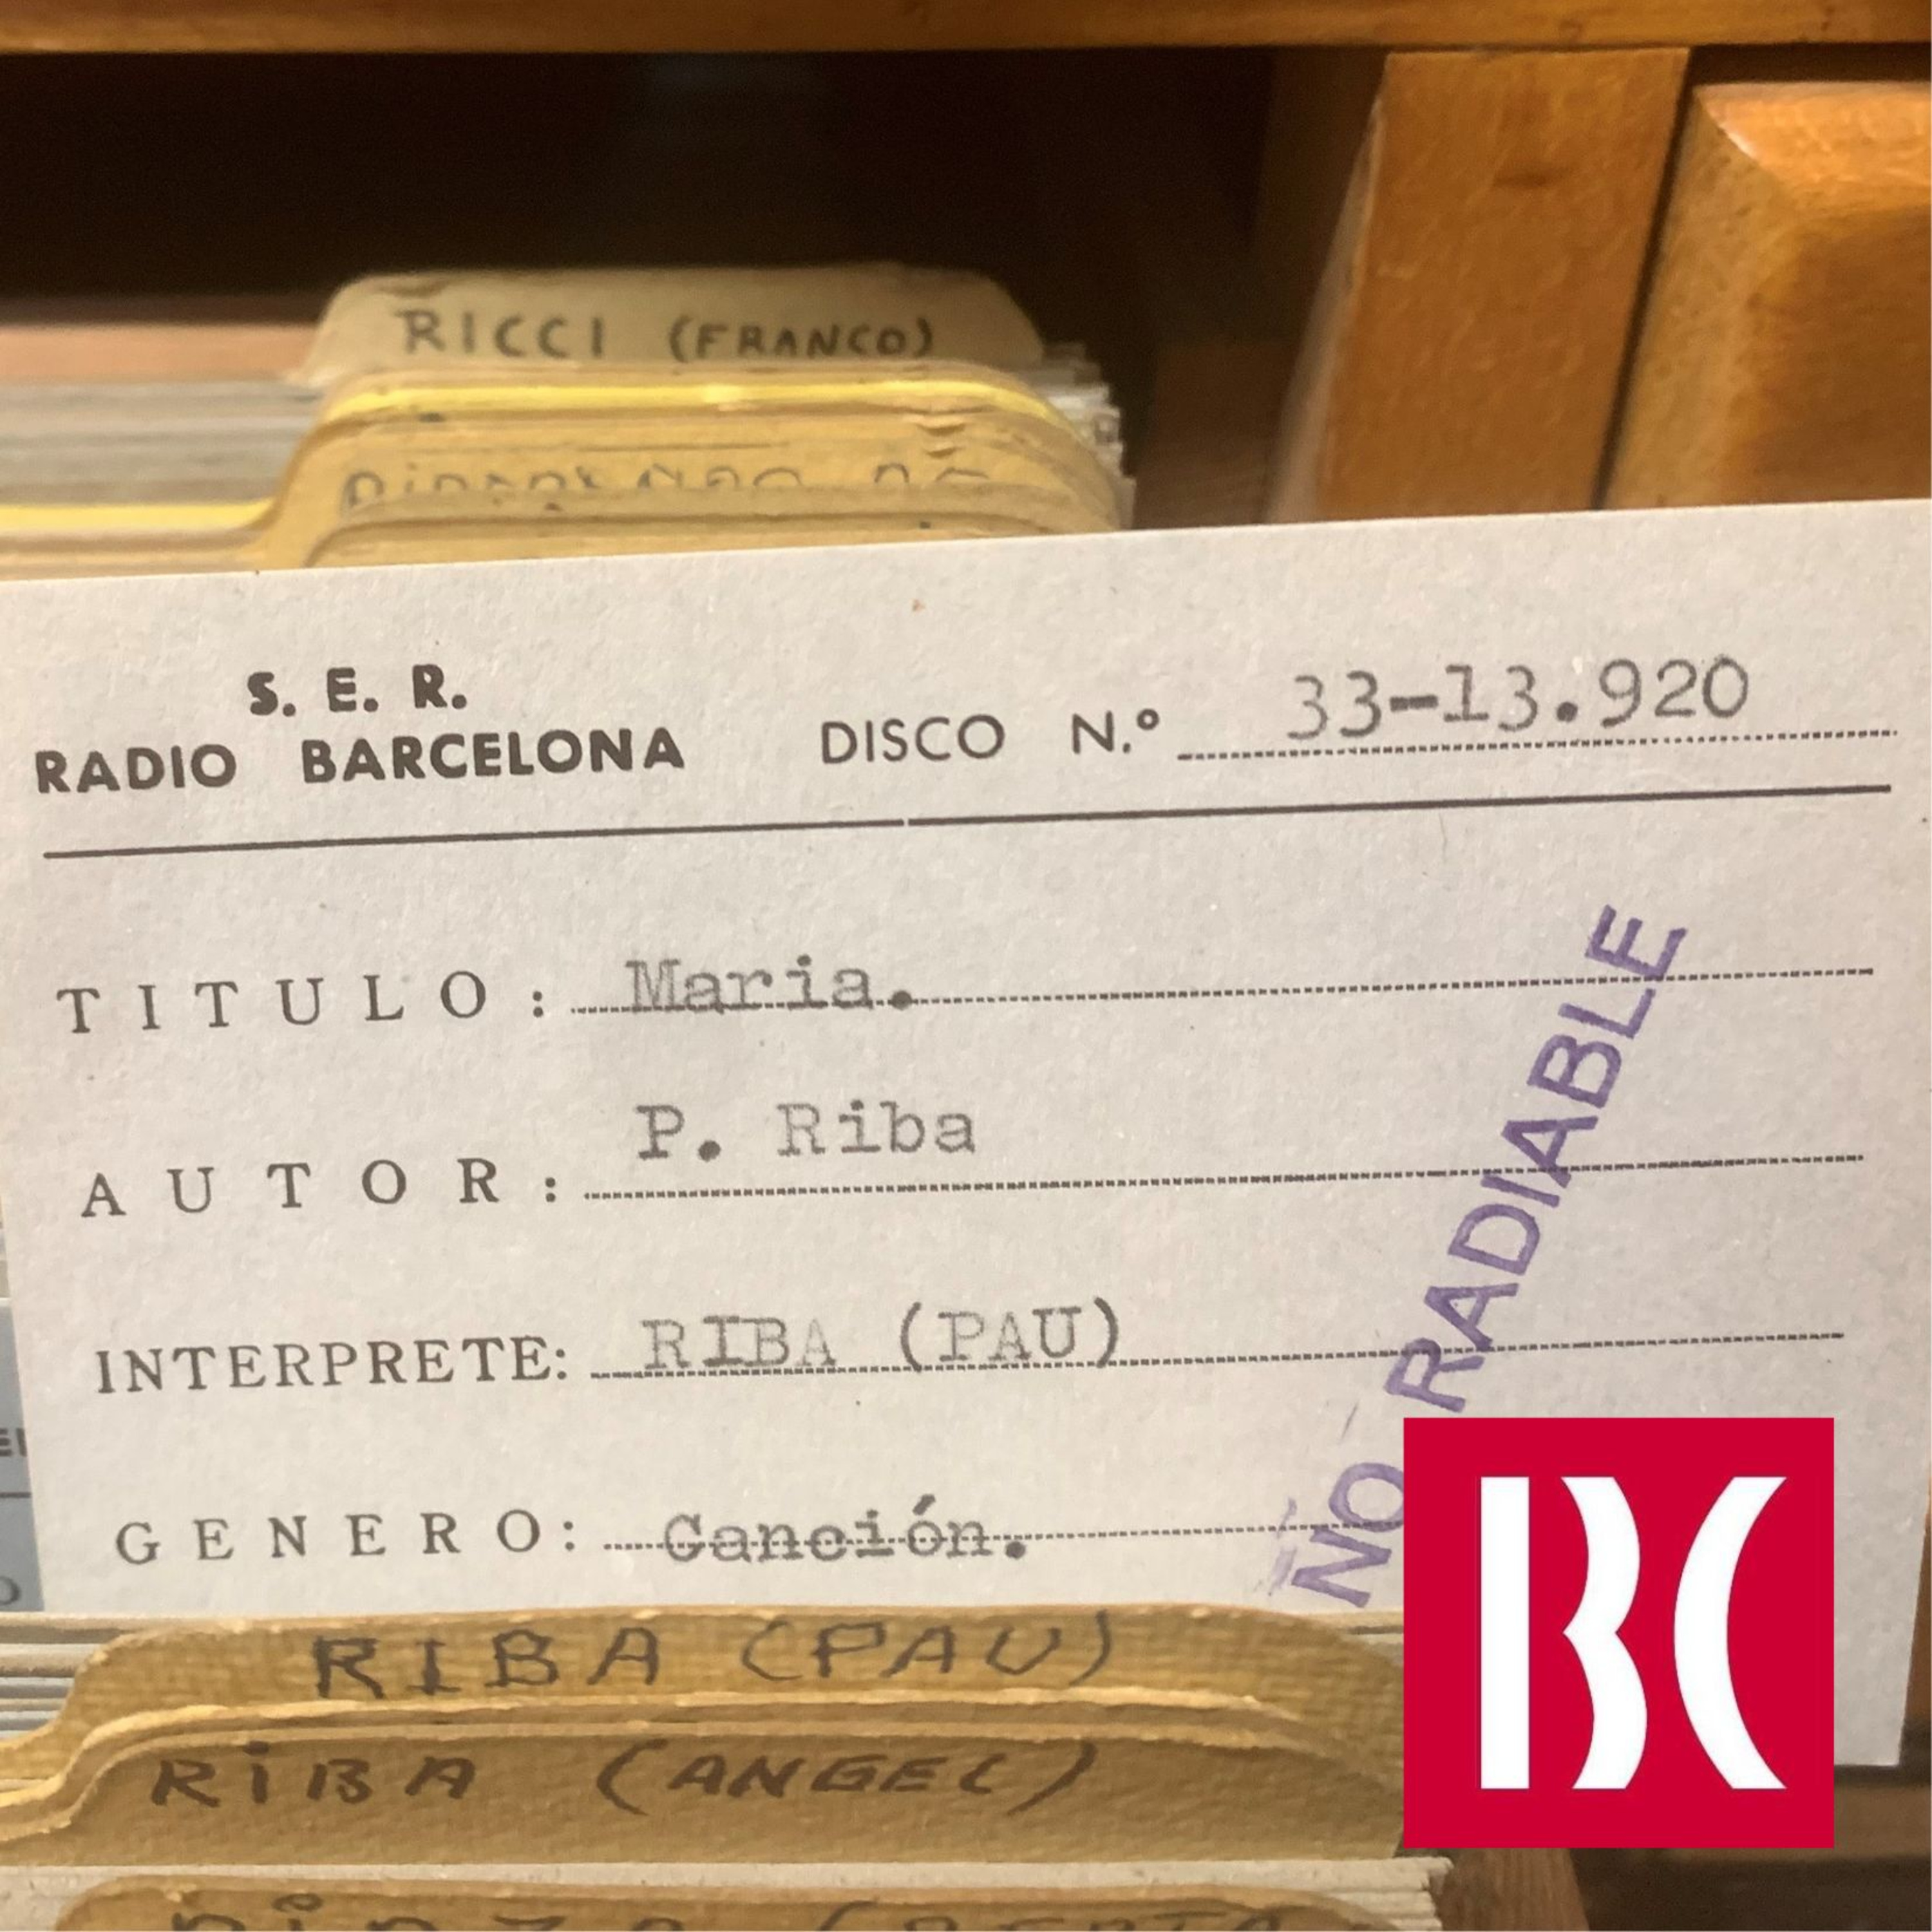 RICCI (FRANCO)
S. E. R.
RADIO BARCELONA
DISCO N.º 33-13.920
TITULO: Maria.
AUTOR: P. Riba
INTERPRETE: RIBA (PAU)
GENERO: Canción.
NO RADIABLE
BC
RIBA (PAU)
RIBA (ANGEL)